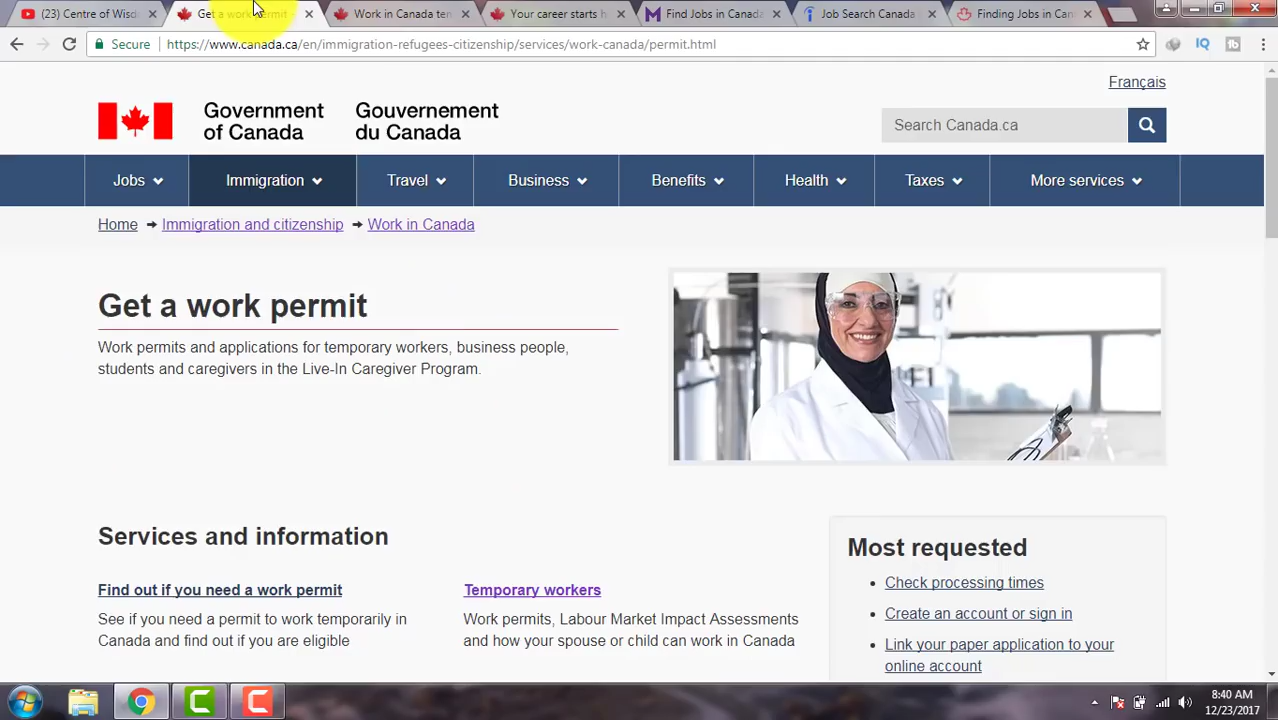 (23) Centre of Wisd
Get a work permit -
Work in Canada ten
Your career starts h
Find Jobs in Canada
Job Search Canada
Finding Jobs in Can
Secure
https://www.canada.ca/en/immigration-refugees-citizenship/services/work-canada/permit.html
IQ
Français
Government
of Canada
Gouvernement
du Canada
Search Canada.ca
Jobs
Immigration
Travel
Business
Benefits
Health
Taxes
More services
Home
Immigration and citizenship
Work in Canada
Get a work permit
Work permits and applications for temporary workers, business people,
students and caregivers in the Live-In Caregiver Program.
Services and information
Find out if you need a work permit
See if you need a permit to work temporarily in
Canada and find out if you are eligible
Temporary workers
Work permits, Labour Market Impact Assessments
and how your spouse or child can work in Canada
Most requested
Check processing times
Create an account or sign in
Link your paper application to your
online account
8:40 AM
12/23/2017